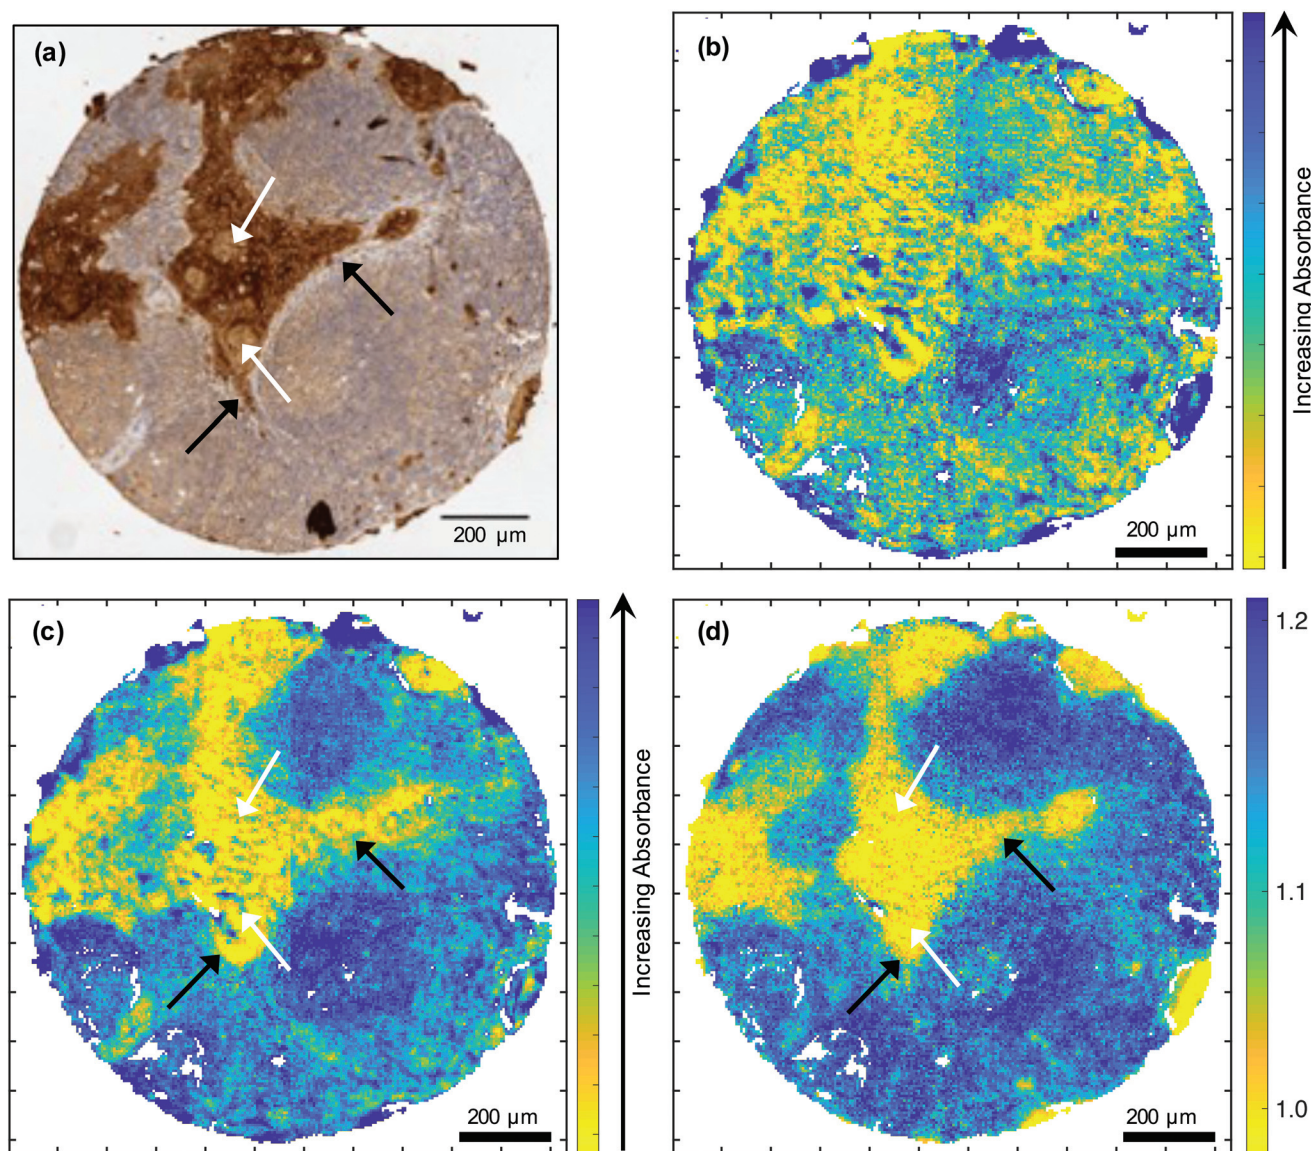 (a)
200 µm
(b)
200 µm
Increasing Absorbance
(c)
200 µm
Increasing Absorbance
(d)
200 µm
1.2
1.1
1.0